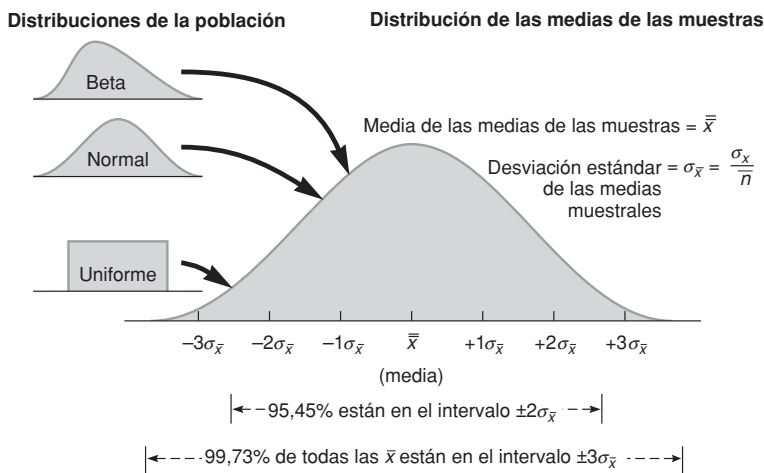 Distribuciones de la población
Distribución de las medias de las muestras
Beta
Normal
Uniforme
Media de las medias de las muestras = x̿
Desviación estándar = σx̄ = σx / n̅
de las medias
muestrales
–3σx̄ –2σx̄ –1σx̄ x̿ +1σx̄ +2σx̄ +3σx̄
(media)
95,45% están en el intervalo ±2σx̄
99,73% de todas las x̄ están en el intervalo ±3σx̄